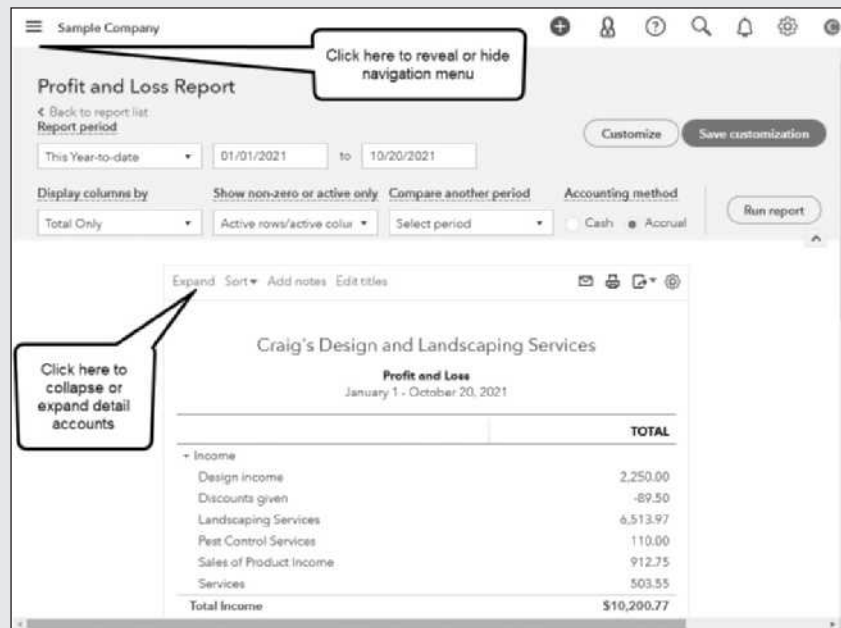 Sample Company
Click here to reveal or hide
navigation menu
Profit and Loss Report
Back to report list
Report period
This Year-to-date 01/01/2021 to 10/20/2021
Customize Save customization
Display columns by Show non-zero or active only Compare another period Accounting method
Total Only Active rows/active colur Select period Cash Accrual
Run report
Expand Sort Add notes Edit titles
Click here to
collapse or
expand detail
accounts
Craig's Design and Landscaping Services
Profit and Loss
January 1 - October 20, 2021
TOTAL
Income
Design income 2,250.00
Discounts given -89.50
Landscaping Services 6,513.97
Pest Control Services 110.00
Sales of Product Income 912.75
Services 503.55
Total Income $10,200.77